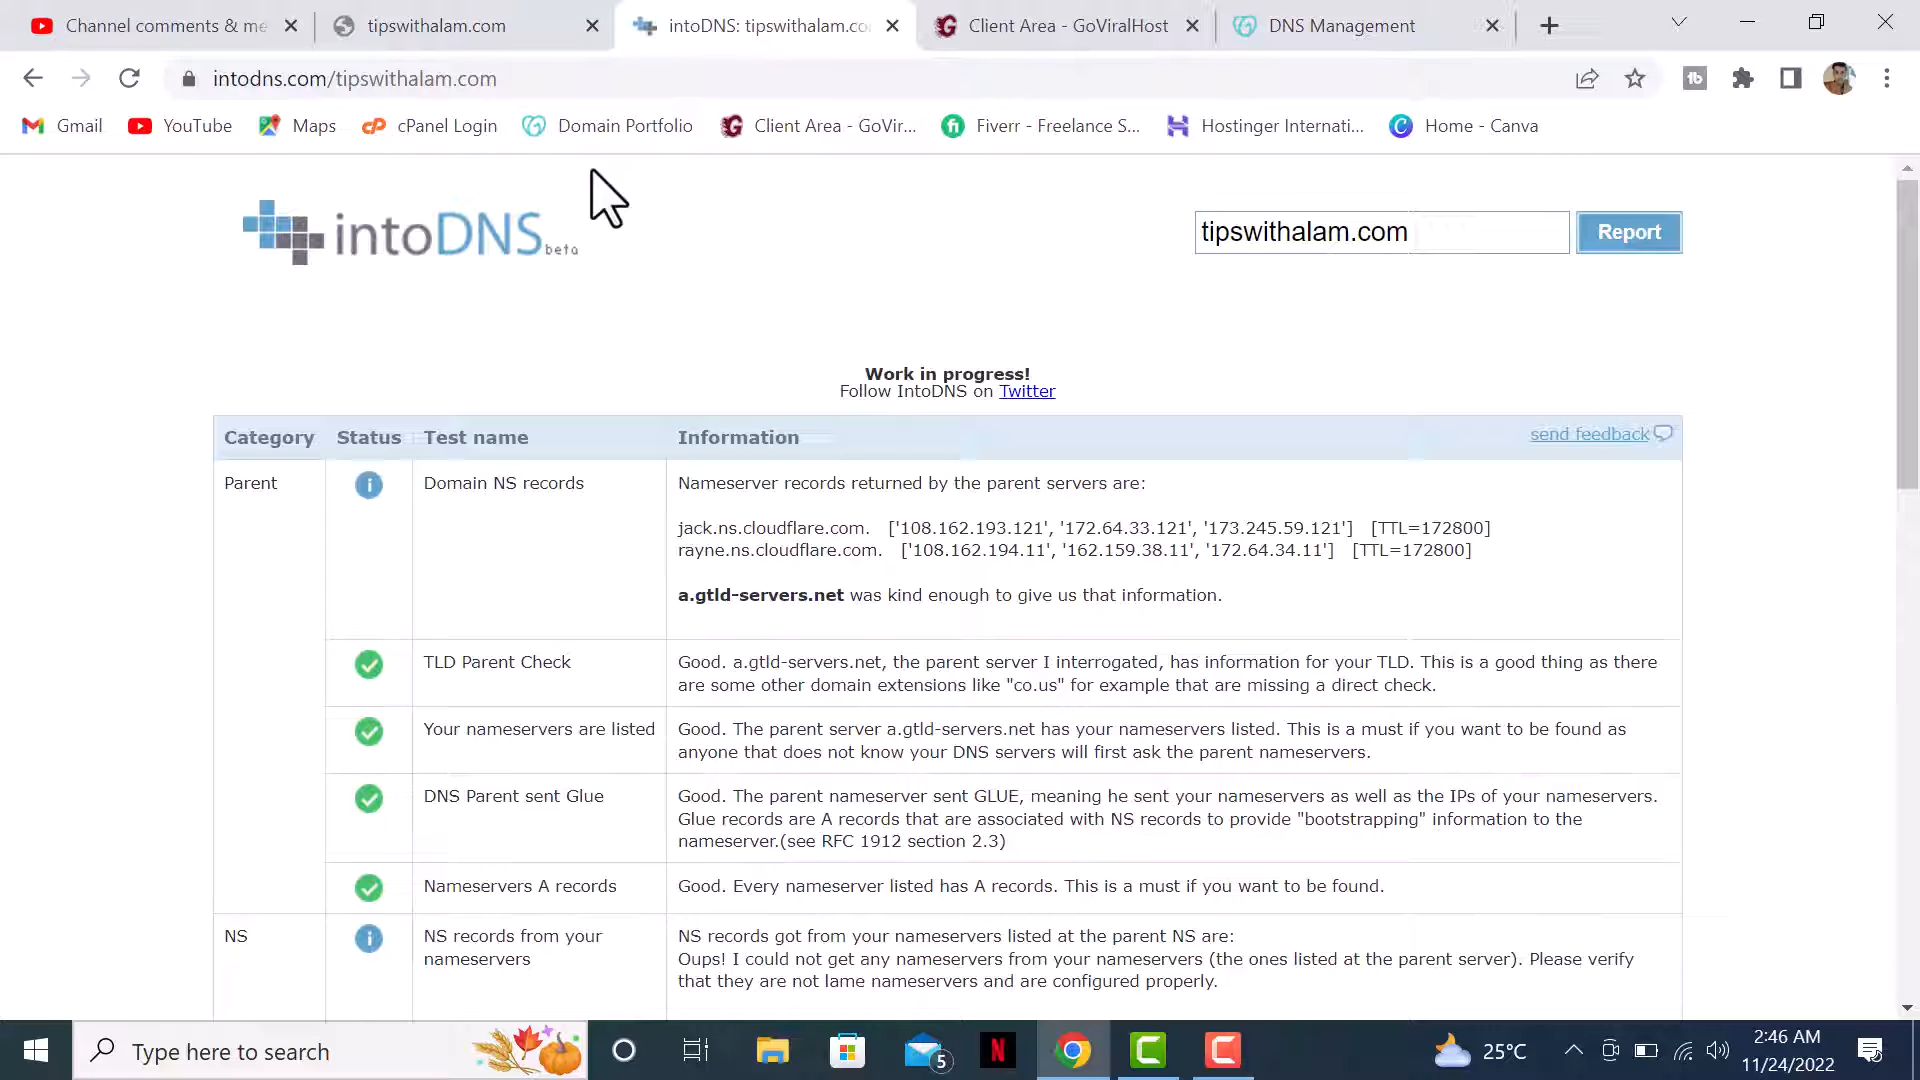 Channel comments & me
tipswithalam.com
intoDNS: tipswithalam.co
Client Area - GoViralHost
DNS Management
intodns.com/tipswithalam.com
Gmail
YouTube
Maps
cPanel Login
Domain Portfolio
Client Area - GoVir...
Fiverr - Freelance S...
Hostinger Internati...
Home - Canva
intoDNS beta
tipswithalam.com
Report
Work in progress!
Follow IntoDNS on Twitter
Category Status Test name Information send feedback
Parent
Domain NS records
Nameserver records returned by the parent servers are:
jack.ns.cloudflare.com. ['108.162.193.121', '172.64.33.121', '173.245.59.121'] [TTL=172800]
rayne.ns.cloudflare.com. ['108.162.194.11', '162.159.38.11', '172.64.34.11'] [TTL=172800]
a.gtld-servers.net was kind enough to give us that information.
TLD Parent Check
Good. a.gtld-servers.net, the parent server I interrogated, has information for your TLD. This is a good thing as there
are some other domain extensions like "co.us" for example that are missing a direct check.
Your nameservers are listed
Good. The parent server a.gtld-servers.net has your nameservers listed. This is a must if you want to be found as
anyone that does not know your DNS servers will first ask the parent nameservers.
DNS Parent sent Glue
Good. The parent nameserver sent GLUE, meaning he sent your nameservers as well as the IPs of your nameservers.
Glue records are A records that are associated with NS records to provide "bootstrapping" information to the
nameserver.(see RFC 1912 section 2.3)
Nameservers A records
Good. Every nameserver listed has A records. This is a must if you want to be found.
NS
NS records from your
nameservers
NS records got from your nameservers listed at the parent NS are:
Oups! I could not get any nameservers from your nameservers (the ones listed at the parent server). Please verify
that they are not lame nameservers and are configured properly.
Type here to search
5
25°C
2:46 AM
11/24/2022